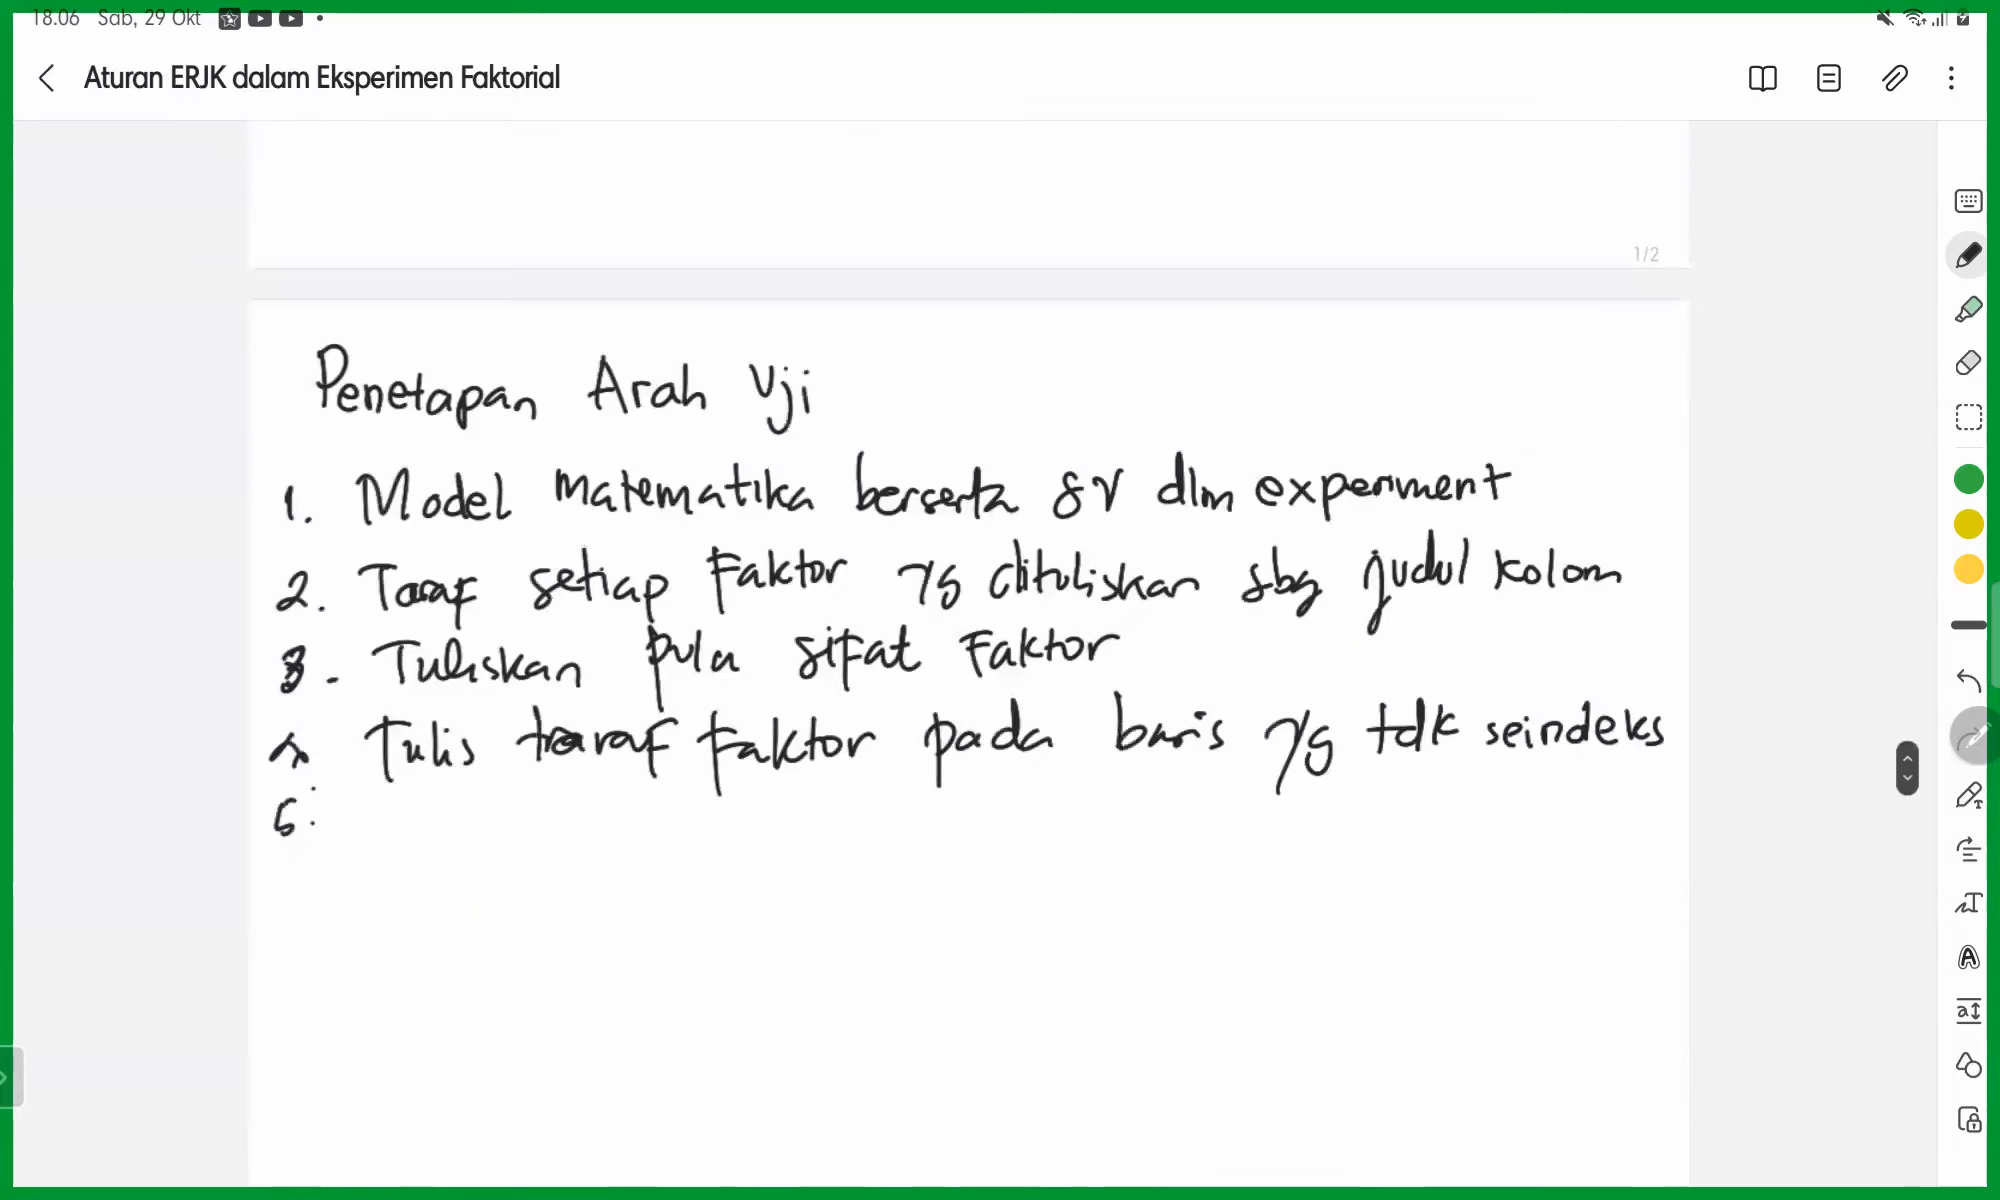 18.06 Sab, 29 Okt
Aturan ERJK dalam Eksperimen Faktorial
1/2
Penetapan Arah Uji
1. Model matematika berserta SV dlm experiment
2. Taraf setiap Faktor yg dituliskan sbg judul kolom
3. Tuliskan pula sifat Faktor
4 Tulis taraf faktor pada baris yg tdk seindeks
5.